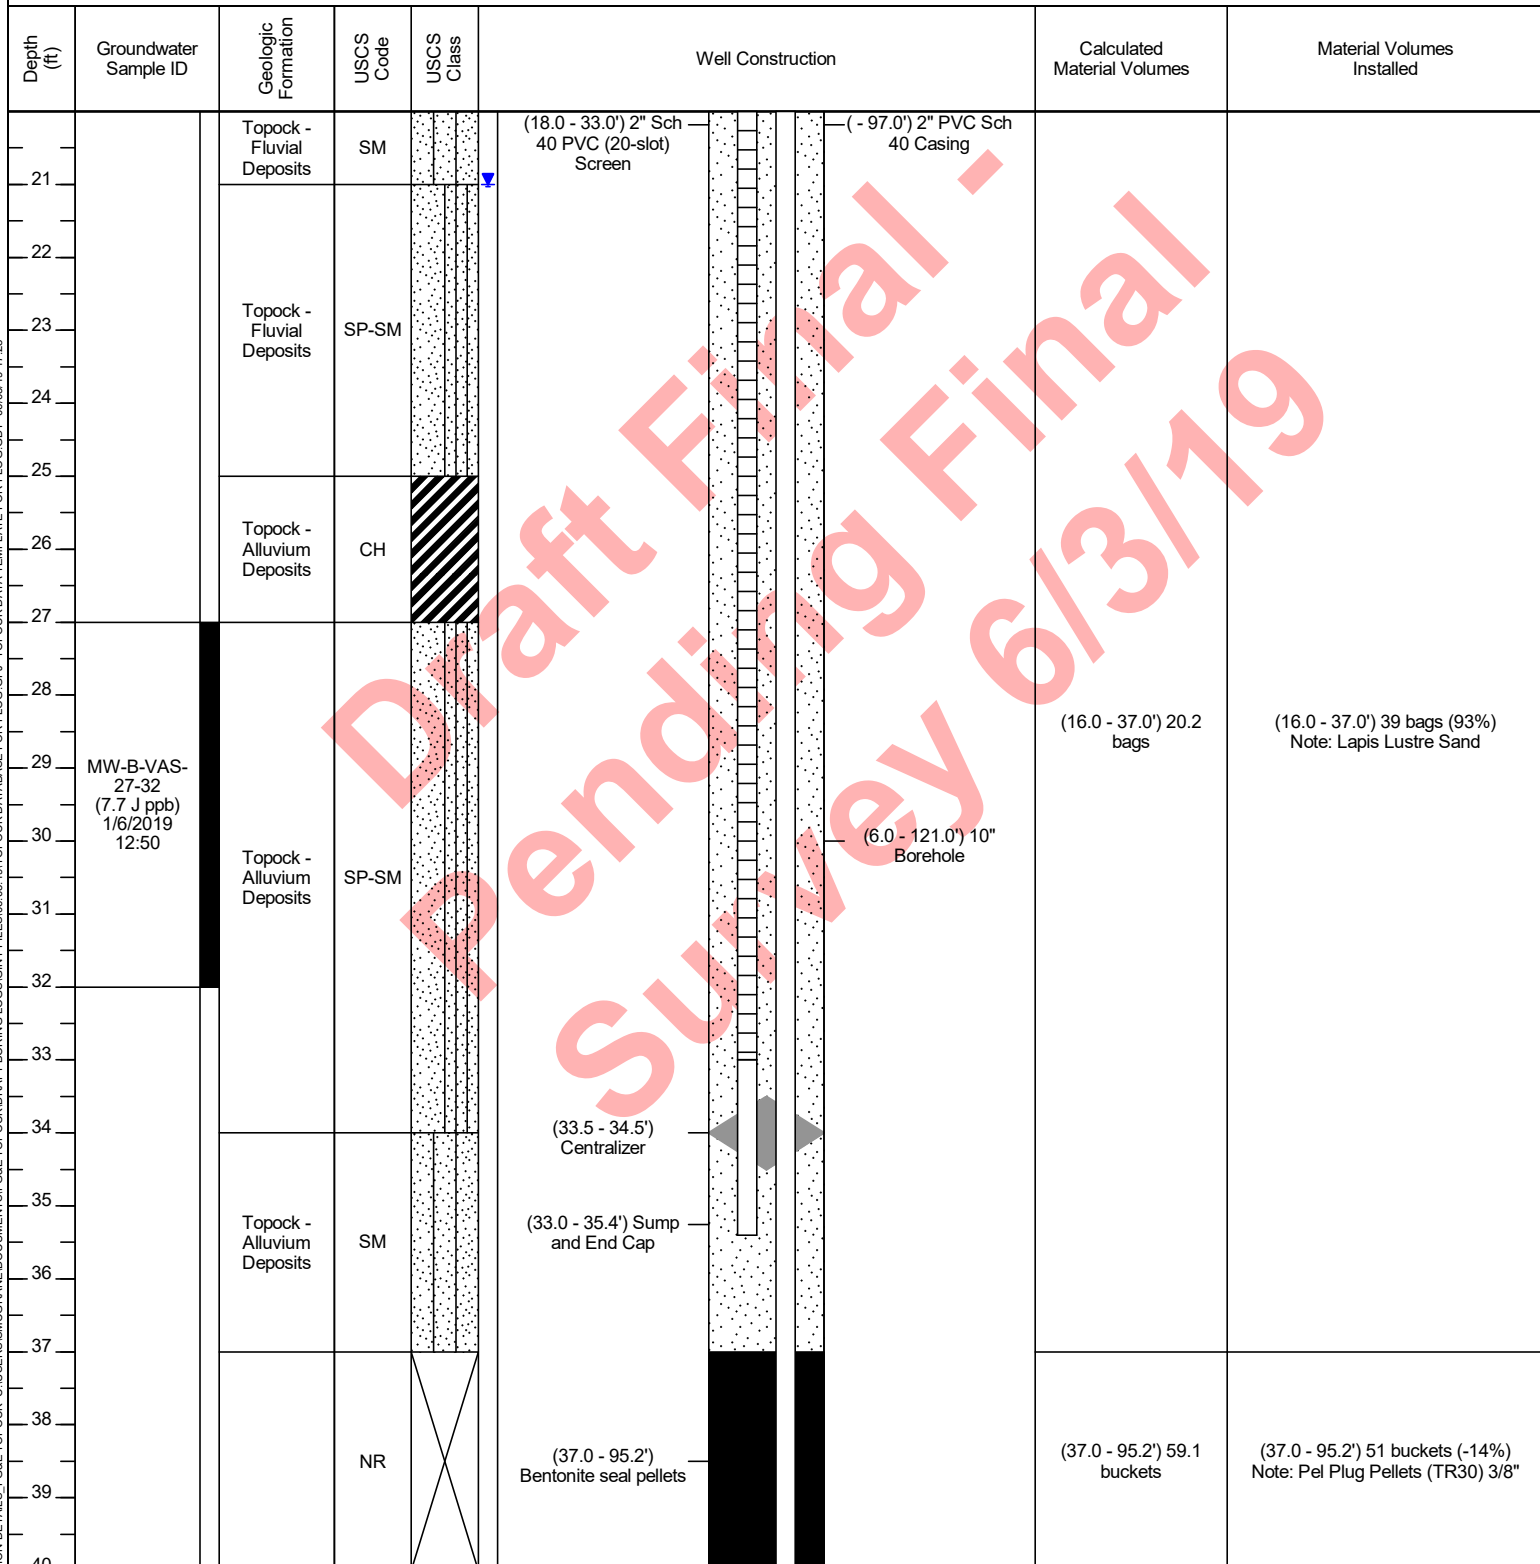 Depth
(ft)
Groundwater
Sample ID
Geologic
Formation
USCS
Code
USCS
Class
Well Construction
Calculated
Material Volumes
Material Volumes
Installed
Topock -
Fluvial
Deposits
SM
(18.0 - 33.0') 2" Sch
40 PVC (20-slot)
Screen
( - 97.0') 2" PVC Sch
40 Casing
21
22
23
24
25
26
27
28
29
30
31
32
33
34
35
36
37
38
39
40
Topock -
Fluvial
Deposits
SP-SM
Topock -
Alluvium
Deposits
CH
MW-B-VAS-
27-32
(7.7 J ppb)
1/6/2019
12:50
Topock -
Alluvium
Deposits
SP-SM
(6.0 - 121.0') 10"
Borehole
(16.0 - 37.0') 20.2
bags
(16.0 - 37.0') 39 bags (93%)
Note: Lapis Lustre Sand
(33.5 - 34.5')
Centralizer
Topock -
Alluvium
Deposits
SM
(33.0 - 35.4') Sump
and End Cap
NR
(37.0 - 95.2')
Bentonite seal pellets
(37.0 - 95.2') 59.1
buckets
(37.0 - 95.2') 51 buckets (-14%)
Note: Pel Plug Pellets (TR30) 3/8"
Draft Final -
Pending Final
Survey 6/3/19